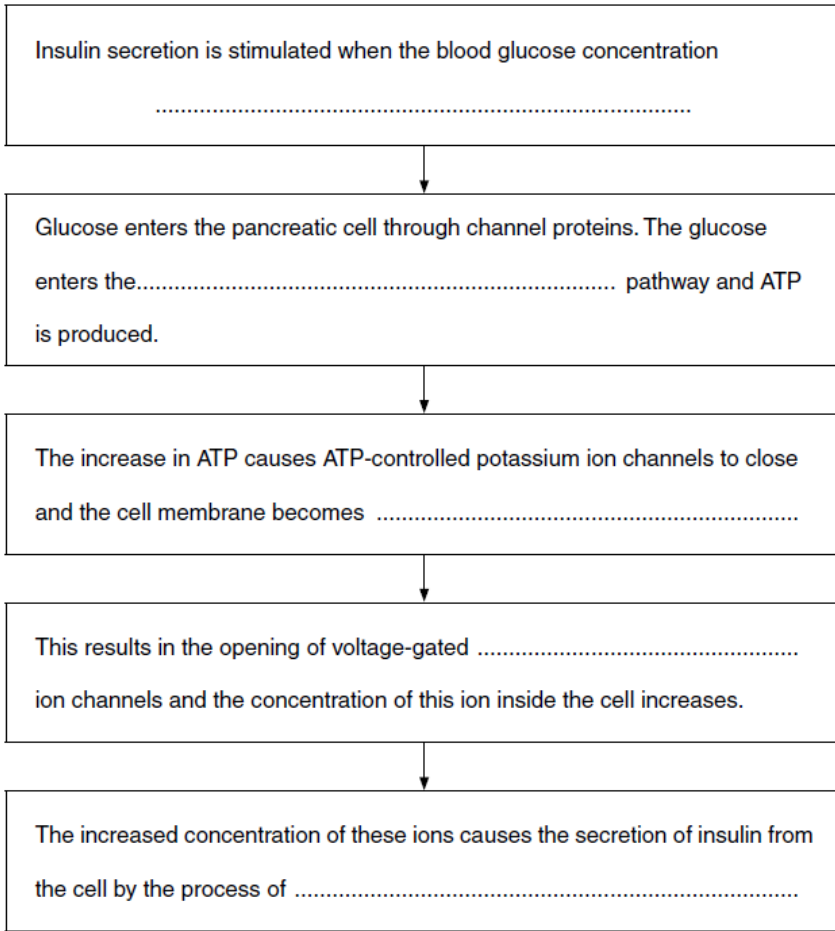 Insulin secretion is stimulated when the blood glucose concentration
.....................................................................................
Glucose enters the pancreatic cell through channel proteins. The glucose
enters the............................................................................ pathway and ATP
is produced.
The increase in ATP causes ATP-controlled potassium ion channels to close
and the cell membrane becomes ...................................................................
This results in the opening of voltage-gated ...................................................
ion channels and the concentration of this ion inside the cell increases.
The increased concentration of these ions causes the secretion of insulin from
the cell by the process of ................................................................................